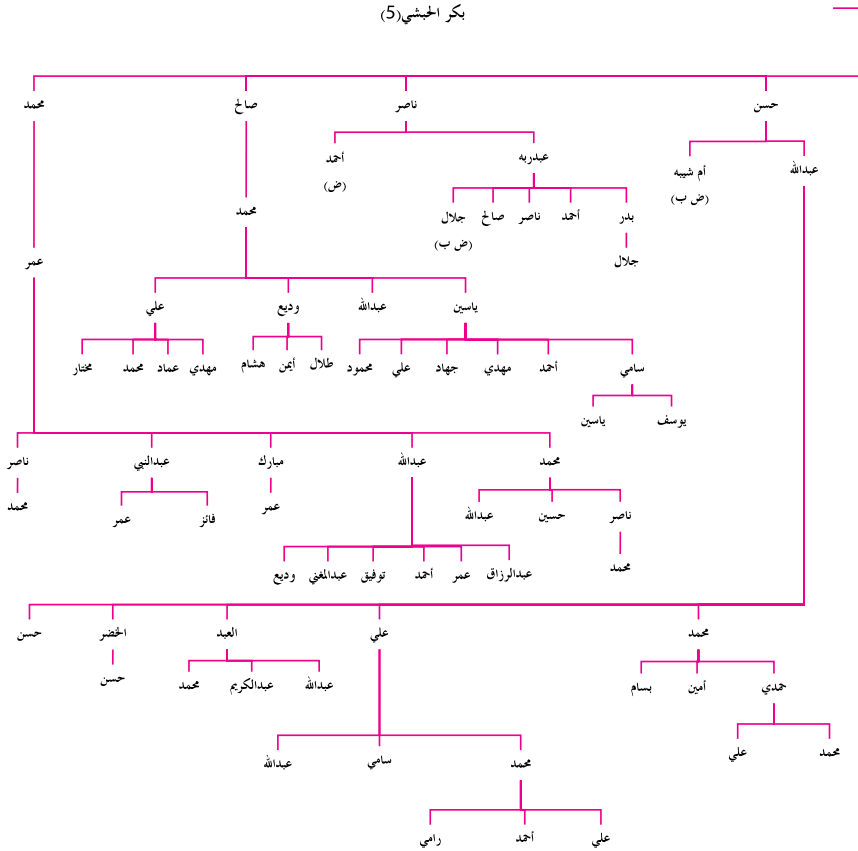 بكر الحبشي(5)
حسن ناصر صالح محمد
عبدالله أم شيبه (ض ب) عبدربه أحمد (ض)
بدر أحمد ناصر صالح جلال (ض ب) محمد
جلال عمر
ياسين عبدالله وديع علي
سامي أحمد مهدي جهاد علي محمود طلال أيمن هشام مهدي عماد محمد مختار
يوسف ياسين
محمد عبدالله مبارك عبدالنبي ناصر
ناصر حسين عبدالله عمر فائز عمر محمد
محمد عبدالرزاق عمر أحمد توفيق عبدالمغني وديع
محمد علي العبد الخضر حسن
حمدي أمين بسام عبدالله عبدالكريم محمد حسن
محمد علي
محمد سامي عبدالله
علي أحمد رامي